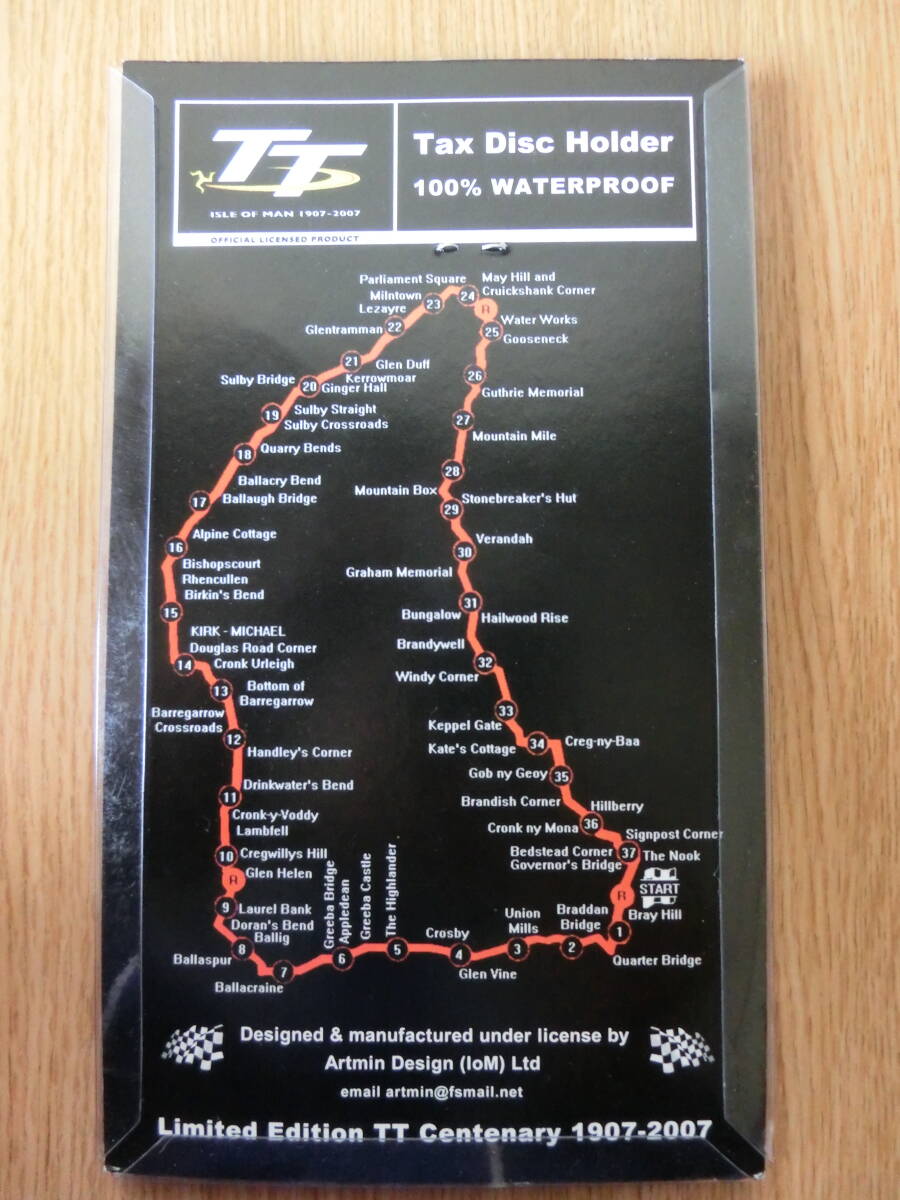 TT
ISLE OF MAN 1907-2007
OFFICIAL LICENSED PRODUCT
Tax Disc Holder
100% WATERPROOF
Parliament Square
May Hill and
Cruickshank Corner
24
Milntown
Lezayre
23
R
Water Works
25
Gooseneck
Glentramman
22
21
Glen Duff
Kerrowmoar
26
Sulby Bridge
20
Ginger Hall
Guthrie Memorial
19
Sulby Straight
Sulby Crossroads
27
Mountain Mile
18
Quarry Bends
28
Ballacry Bend
Mountain Box
17
Ballaugh Bridge
Stonebreaker's Hut
29
Alpine Cottage
16
Verandah
30
Bishopscourt
Rhencullen
Birkin's Bend
Graham Memorial
15
31
Bungalow
Hailwood Rise
KIRK - MICHAEL
Douglas Road Corner
14
Cronk Urleigh
Brandywell
32
Windy Corner
13
Bottom of
Barregarrow
33
Barregarrow
Crossroads
12
Keppel Gate
Kate's Cottage
34
Creg-ny-Baa
Handley's Corner
Gob ny Geoy
35
11
Drinkwater's Bend
Brandish Corner
Hillberry
Cronk-y-Voddy
Lambfell
Cronk ny Mona
36
Signpost Corner
10
Cregwillys Hill
Bedstead Corner
Governor's Bridge
37
The Nook
R
Glen Helen
START
R
9
Laurel Bank
Doran's Bend
Ballig
8
Ballaspur
7
Ballacraine
Greeba Bridge
Appledean
6
Greeba Castle
The Highlander
5
Crosby
4
Glen Vine
Union
Mills
3
Braddan
Bridge
2
Bray Hill
1
Quarter Bridge
Designed & manufactured under license by
Artmin Design (IoM) Ltd
email artmin@fsmail.net
Limited Edition TT Centenary 1907-2007